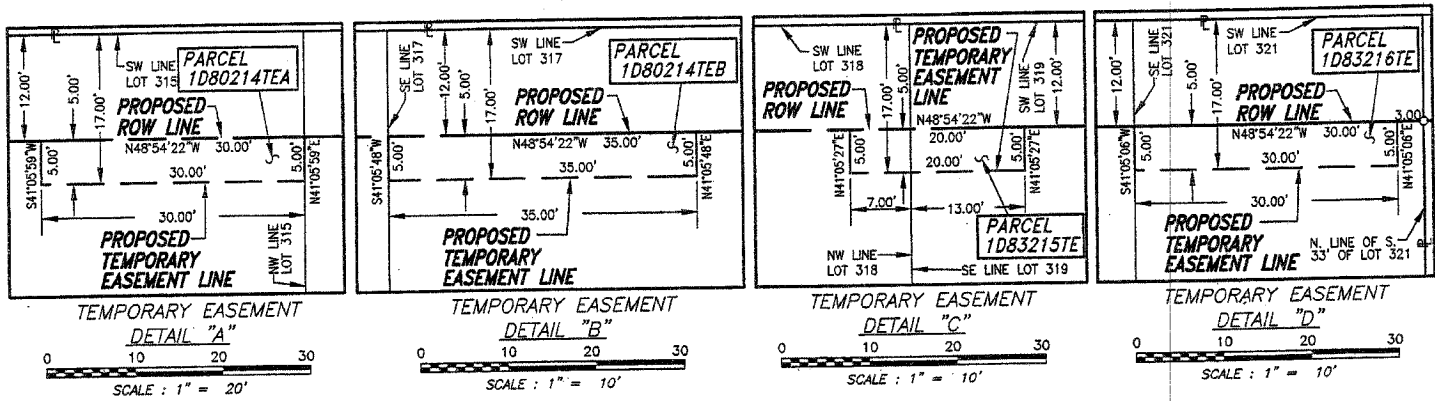 12.00'
5.00'
17.00'
SW LINE
LOT 315
PARCEL
1D80214TEA
PROPOSED
ROW LINE
N48°54'22"W
30.00'
S41°05'59"W
5.00'
5.00'
N41°05'59"E
30.00'
30.00'
PROPOSED
TEMPORARY
EASEMENT LINE
NW LINE
LOT 315
TEMPORARY EASEMENT
DETAIL "A"
0 10 20 30
SCALE : 1" = 20'
SE LINE
LOT 317
12.00'
5.00'
17.00'
SW LINE
LOT 317
PARCEL
1D80214TEB
PROPOSED
ROW LINE
N48°54'22"W
35.00'
S41°05'48"W
5.00'
5.00'
N41°05'48"E
35.00'
35.00'
PROPOSED
TEMPORARY
EASEMENT LINE
TEMPORARY EASEMENT
DETAIL "B"
0 10 20 30
SCALE : 1" = 10'
SW LINE
LOT 318
17.00'
5.00'
PROPOSED
TEMPORARY
EASEMENT
LINE
SW LINE
LOT 319
12.00'
PROPOSED
ROW LINE
N48°54'22"W
20.00'
N41°05'27"E
5.00'
5.00'
N41°05'27"E
20.00'
7.00'
13.00'
PARCEL
1D83215TE
NW LINE
LOT 318
SE LINE LOT 319
TEMPORARY EASEMENT
DETAIL "C"
0 10 20 30
SCALE : 1" = 10'
12.00'
SE LINE
LOT 321
17.00'
5.00'
SW LINE
LOT 321
PARCEL
1D83216TE
PROPOSED
ROW LINE
3.00'
N48°54'22"W
30.00'
S41°05'06"W
5.00'
5.00'
N41°05'06"E
30.00'
30.00'
PROPOSED
TEMPORARY
EASEMENT LINE
N. LINE OF S.
33' OF LOT 321
TEMPORARY EASEMENT
DETAIL "D"
0 10 20 30
SCALE : 1" = 10'